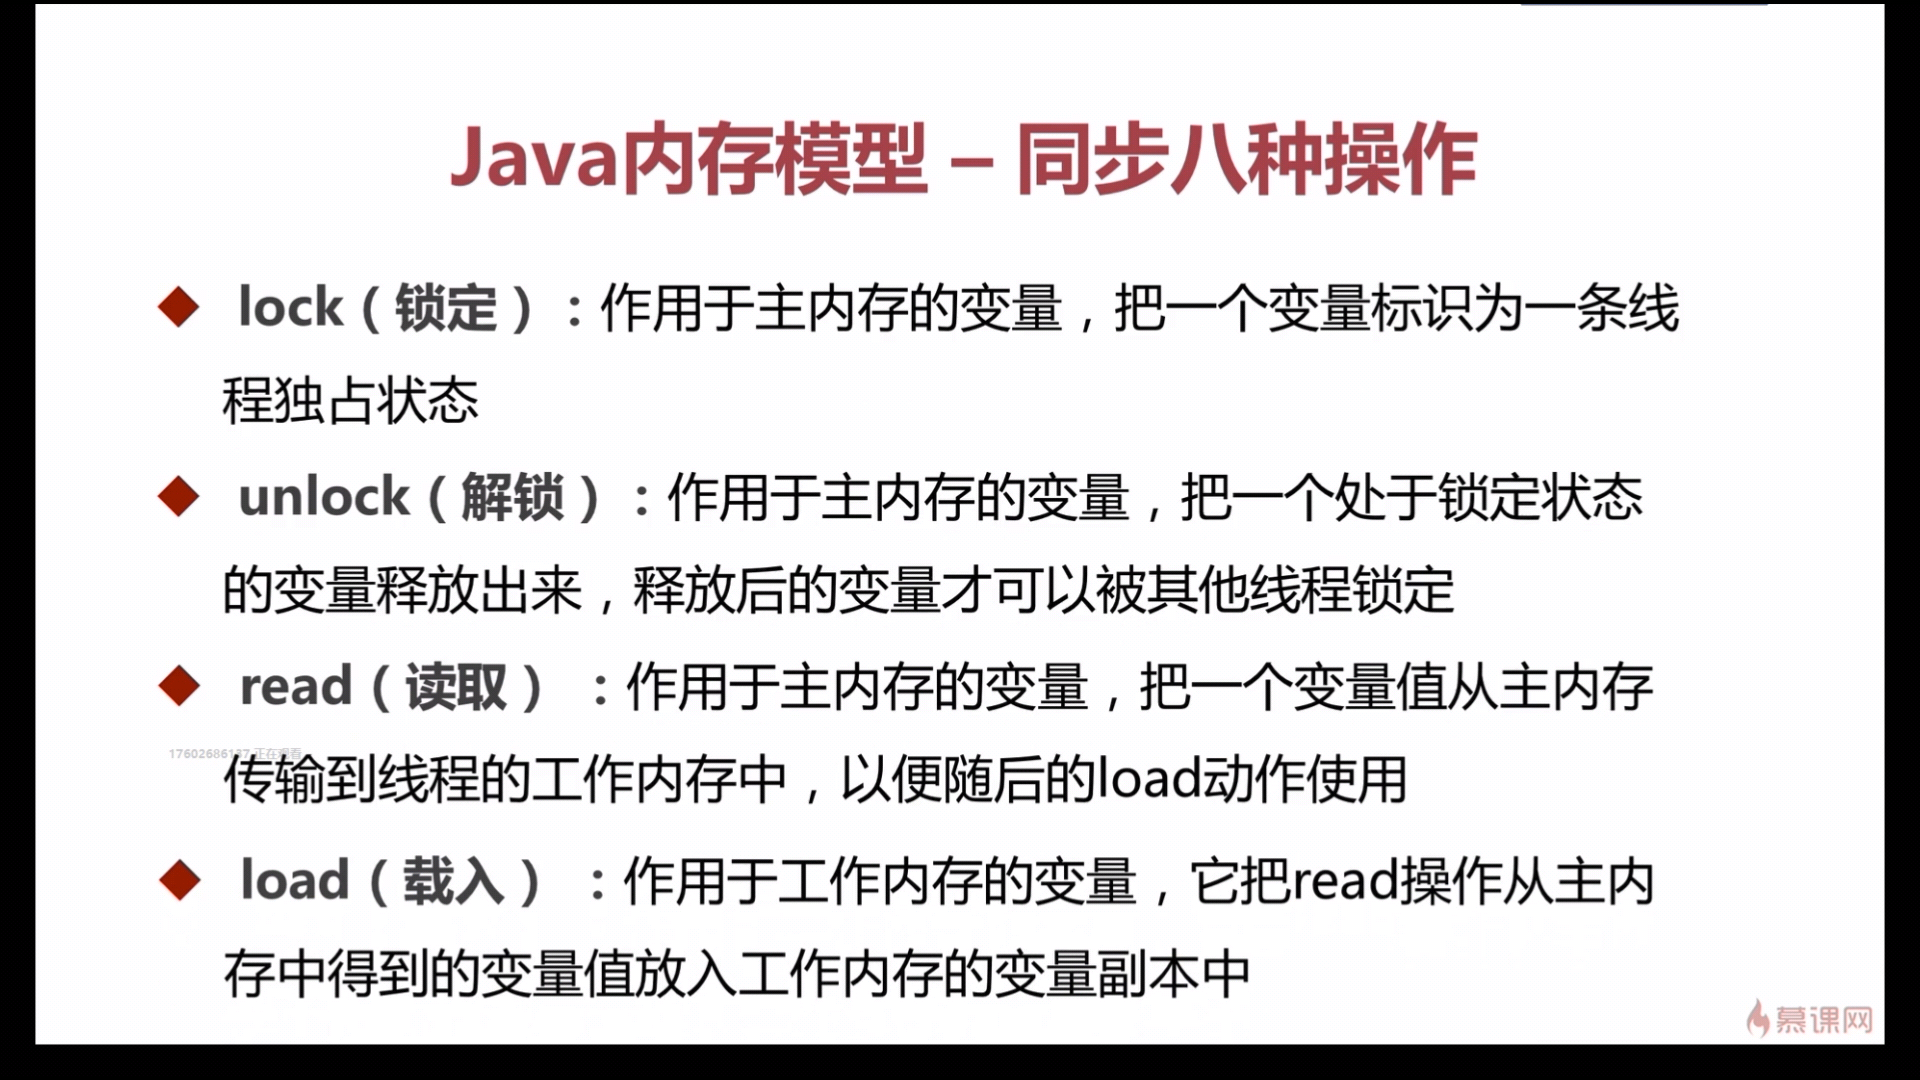 Java内存模型 – 同步八种操作
lock（锁定）：作用于主内存的变量，把一个变量标识为一条线
程独占状态
unlock（解锁）：作用于主内存的变量，把一个处于锁定状态
的变量释放出来，释放后的变量才可以被其他线程锁定
read（读取）：作用于主内存的变量，把一个变量值从主内存
正在观看
传输到线程的工作内存中，以便随后的load动作使用
load（载入）：作用于工作内存的变量，它把read操作从主内
存中得到的变量值放入工作内存的变量副本中
慕课网